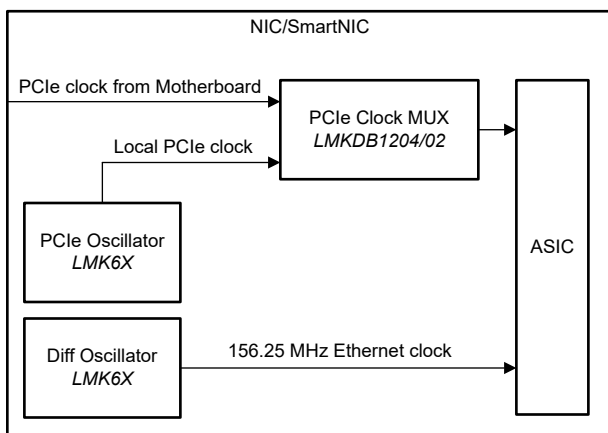 NIC/SmartNIC
PCIe clock from Motherboard
PCIe Clock MUX
LMKDB1204/02
Local PCIe clock
PCIe Oscillator
LMK6X
ASIC
Diff Oscillator
LMK6X
156.25 MHz Ethernet clock